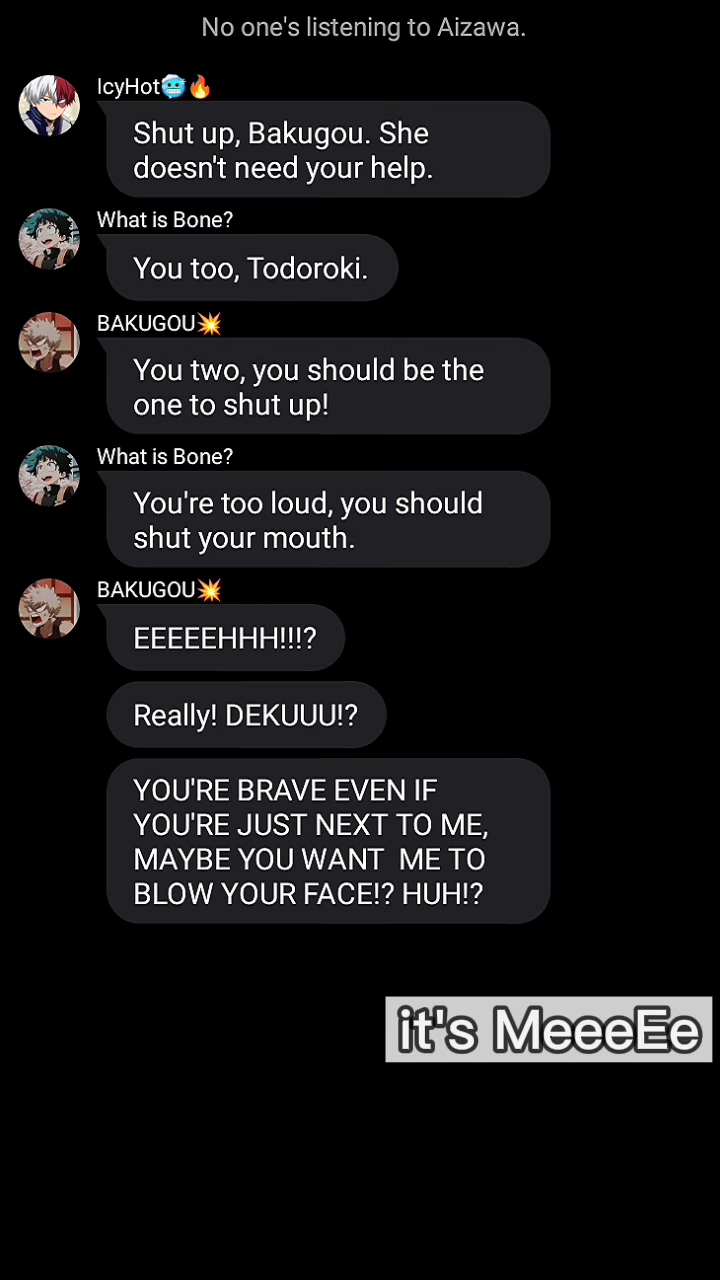 No one's listening to Aizawa.
IcyHot🥶🔥
Shut up, Bakugou. She
doesn't need your help.
What is Bone?
You too, Todoroki.
BAKUGOU💥
You two, you should be the
one to shut up!
What is Bone?
You're too loud, you should
shut your mouth.
BAKUGOU💥
EEEEEHHH!!!?
Really! DEKUUU!?
YOU'RE BRAVE EVEN IF
YOU'RE JUST NEXT TO ME,
MAYBE YOU WANT  ME TO
BLOW YOUR FACE!? HUH!?
it's MeeeEe